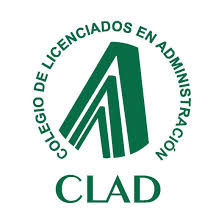 COLEGIO DE LICENCIADOS EN ADMINISTRACIÓN
CLAD